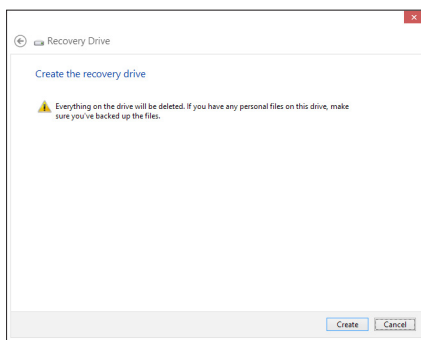 Recovery Drive
Create the recovery drive
Everything on the drive will be deleted. If you have any personal files on this drive, make
sure you've backed up the files.
Create Cancel